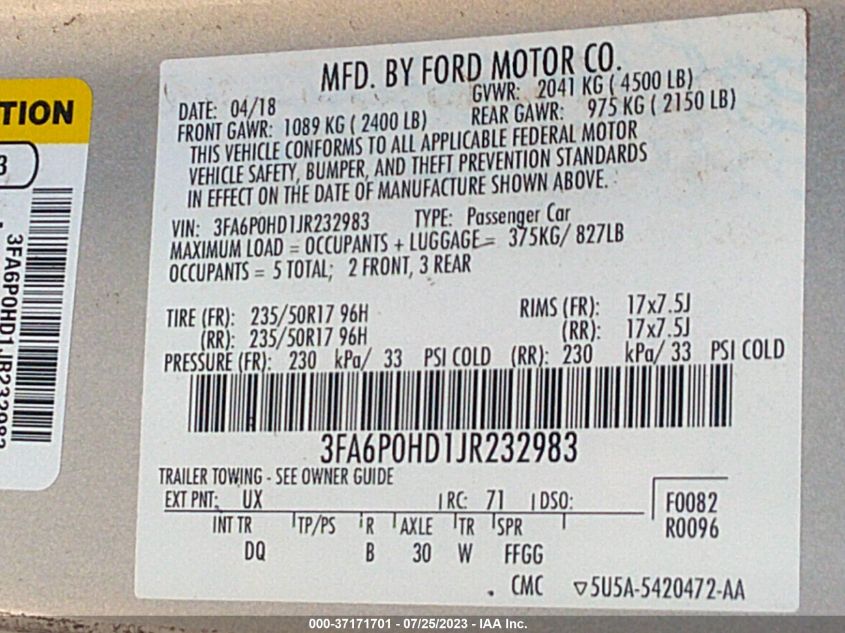 MFD. BY FORD MOTOR CO.
DATE: 04/18 GVWR: 2041 KG ( 4500 LB)
FRONT GAWR: 1089 KG ( 2400 LB) REAR GAWR: 975 KG ( 2150 LB)
THIS VEHICLE CONFORMS TO ALL APPLICABLE FEDERAL MOTOR
VEHICLE SAFETY, BUMPER, AND THEFT PREVENTION STANDARDS
IN EFFECT ON THE DATE OF MANUFACTURE SHOWN ABOVE.
VIN: 3FA6P0HD1JR232983 TYPE: Passenger Car
MAXIMUM LOAD = OCCUPANTS + LUGGAGE = 375KG/ 827LB
OCCUPANTS = 5 TOTAL; 2 FRONT, 3 REAR
TIRE (FR): 235/50R17 96H RIMS (FR): 17x7.5J
(RR): 235/50R17 96H (RR): 17x7.5J
PRESSURE (FR): 230 kPa/ 33 PSI COLD (RR): 230 kPa/ 33 PSI COLD
3FA6P0HD1JR232983
TRAILER TOWING - SEE OWNER GUIDE
EXT PNT: UX RC: 71 DSO:
F0082
R0096
INT TR TP/PS R AXLE TR SPR
DQ B 30 W FFGG
. CMC ▽5U5A-5420472-AA
TION
3
3FA6P0HD1JR232983
000-37171701 - 07/25/2023 - IAA Inc.